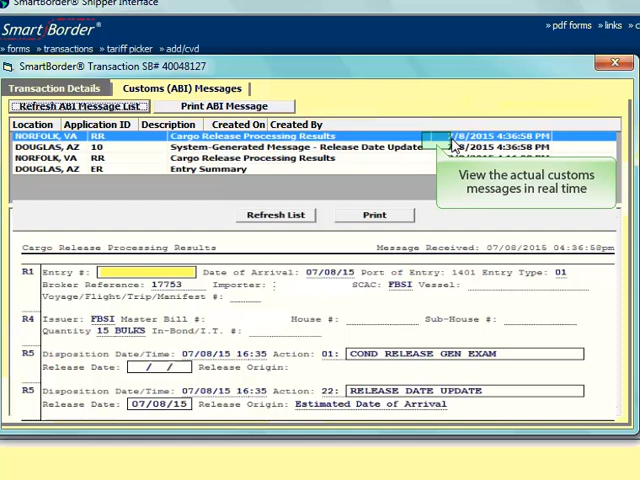 SmartBorder® Shipper Interface
SmartBorder®
» pdf forms » links
» forms » transactions » tariff picker » add/cvd
SmartBorder® Transaction SB# 40048127
Transaction Details Customs (ABI) Messages
Refresh ABI Message List Print ABI Message
Location Application ID Description Created On Created By
NORFOLK, VA RR Cargo Release Processing Results 7/8/2015 4:36:58 PM
DOUGLAS, AZ 10 System-Generated Message - Release Date Update 7/8/2015 4:36:58 PM
NORFOLK, VA RR Cargo Release Processing Results
DOUGLAS, AZ ER Entry Summary
View the actual customs
messages in real time
Refresh List Print
Cargo Release Processing Results Message Received: 07/08/2015 (04:36:58pm
R1 Entry #: Date of Arrival: 07/08/15 Port of Entry: 1401 Entry Type: 01
Broker Reference: 17753 Importer: SCAC: FBSI Vessel:
Voyage/Flight/Trip/Manifest #:
R4 Issuer: FBSI Master Bill #: House #: Sub-House #:
Quantity 15 BULKS In-Bond/I.T. #:
R5 Disposition Date/Time: 07/08/15 16:35 Action: 01: COND RELEASE GEN EXAM
Release Date: / / Release Origin:
R5 Disposition Date/Time: 07/08/15 16:35 Action: 22: RELEASE DATE UPDATE
Release Date: 07/08/15 Release Origin: Estimated Date of Arrival